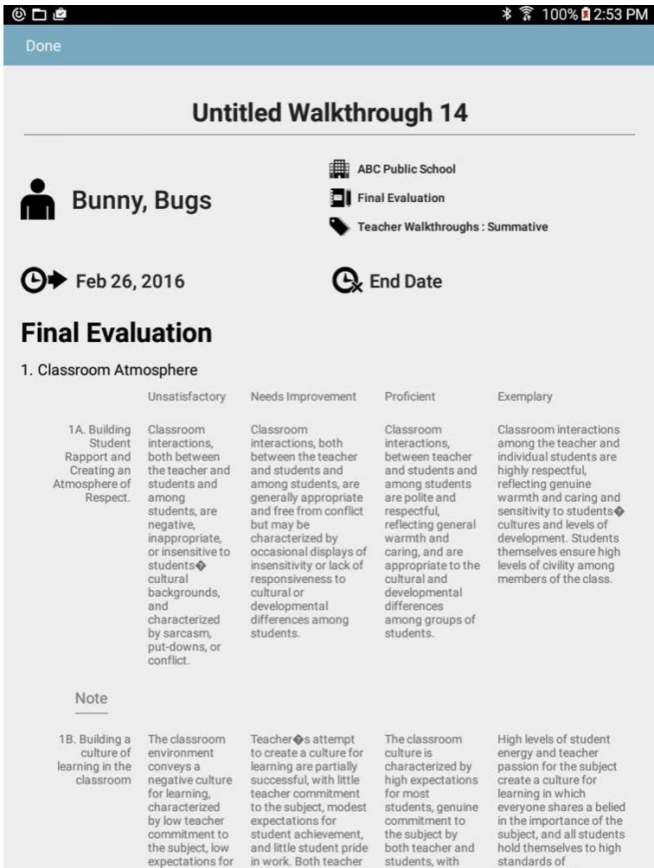 100% 2:53 PM
Done
Untitled Walkthrough 14
Bunny, Bugs
ABC Public School
Final Evaluation
Teacher Walkthroughs : Summative
Feb 26, 2016
End Date
Final Evaluation
1. Classroom Atmosphere
Unsatisfactory Needs Improvement Proficient Exemplary
1A. Building
Student
Rapport and
Creating an
Atmosphere of
Respect.
Classroom
interactions,
both between
the teacher and
students and
among
students, are
negative,
inappropriate,
or insensitive to
students�
cultural
backgrounds,
and
characterized
by sarcasm,
put-downs, or
conflict.
Classroom
interactions, both
between the teacher
and students and
among students, are
generally appropriate
and free from conflict
but may be
characterized by
occasional displays of
insensitivity or lack of
responsiveness to
cultural or
developmental
differences among
students.
Classroom
interactions,
between teacher
and students and
among students
are polite and
respectful,
reflecting general
warmth and
caring, and are
appropriate to the
cultural and
developmental
differences
among groups of
students.
Classroom interactions
among the teacher and
individual students are
highly respectful,
reflecting genuine
warmth and caring and
sensitivity to students�
cultures and levels of
development. Students
themselves ensure high
levels of civility among
members of the class.
Note
1B. Building a
culture of
learning in the
classroom
The classroom
environment
conveys a
negative culture
for learning,
characterized
by low teacher
commitment to
the subject, low
expectations for
Teacher�s attempt
to create a culture for
learning are partially
successful, with little
teacher commitment
to the subject, modest
expectations for
student achievement,
and little student pride
in work. Both teacher
The classroom
culture is
characterized by
high expectations
for most
students, genuine
commitment to
the subject by
both teacher and
students, with
High levels of student
energy and teacher
passion for the subject
create a culture for
learning in which
everyone shares a belied
in the importance of the
subject, and all students
hold themselves to high
standards of